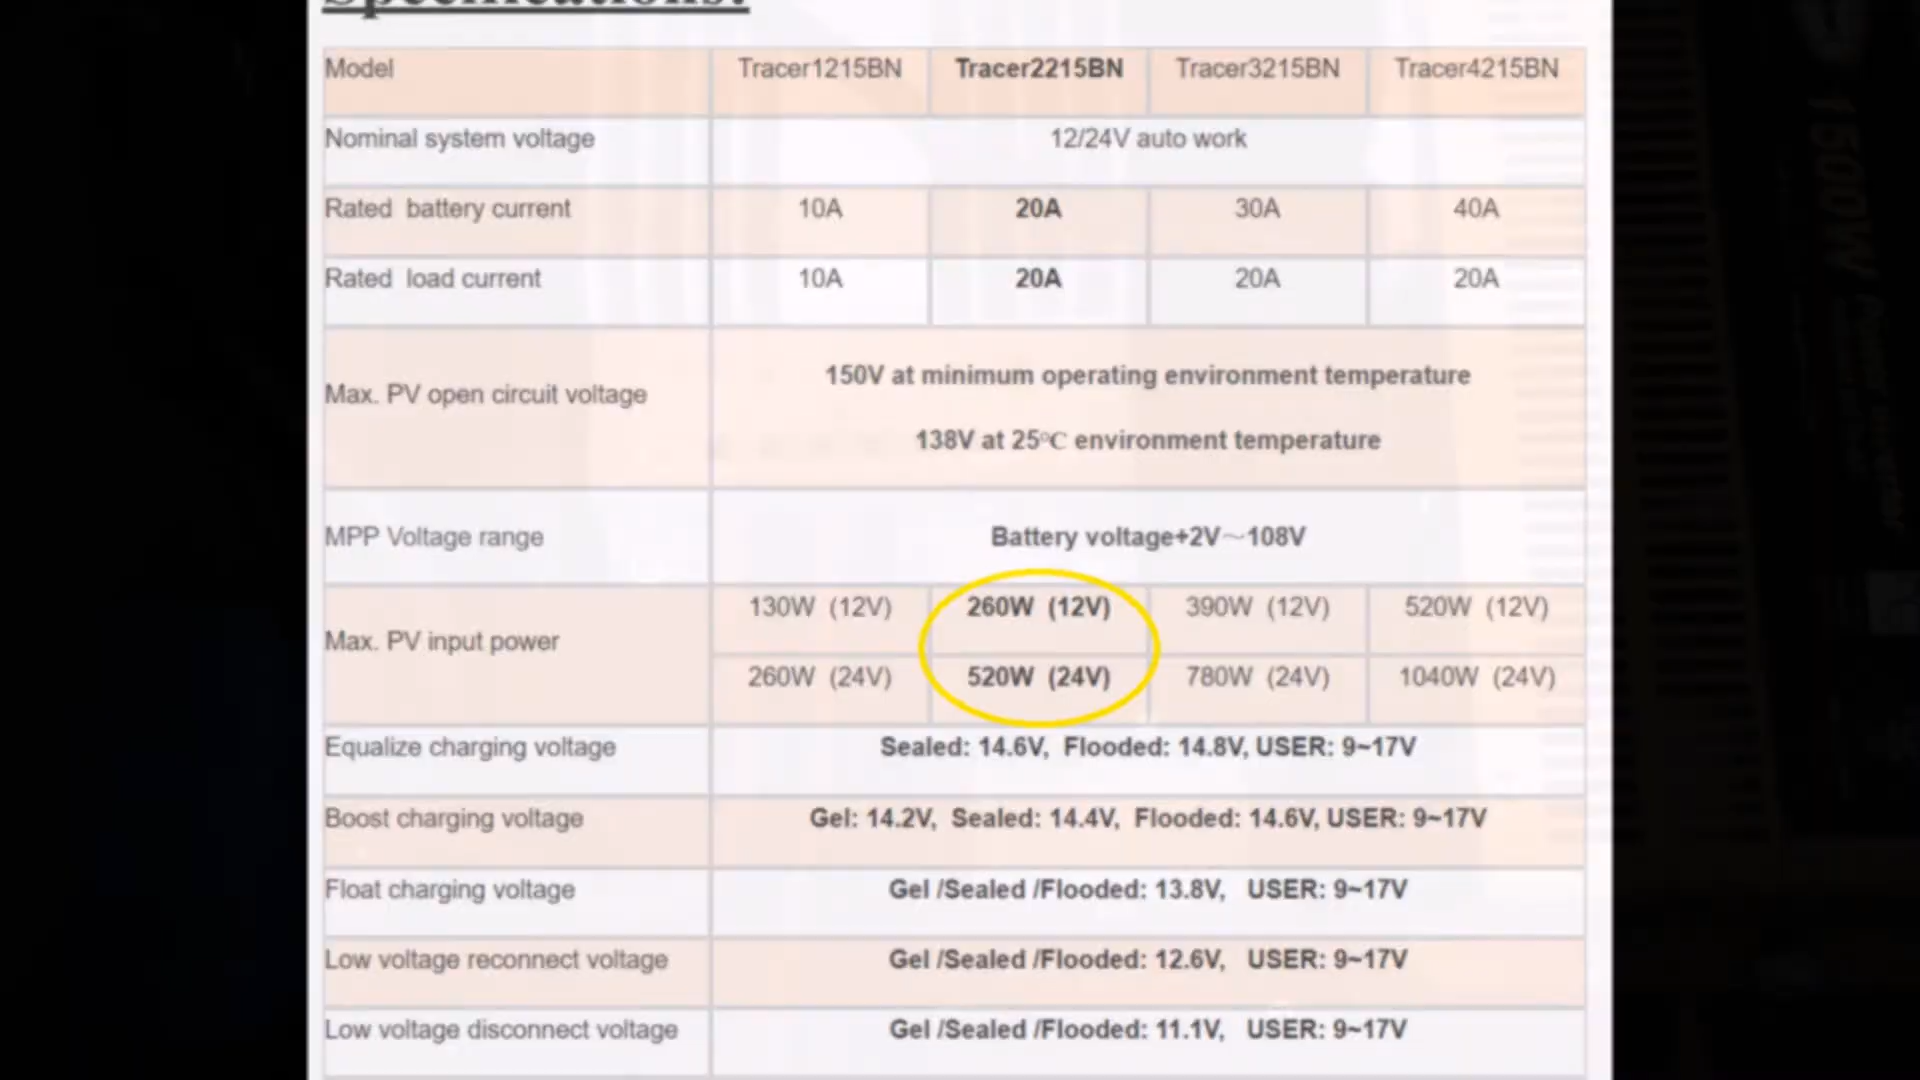 Specifications:
Model Tracer1215BN Tracer2215BN Tracer3215BN Tracer4215BN
Nominal system voltage 12/24V auto work
Rated battery current 10A 20A 30A 40A
Rated load current 10A 20A 20A 20A
Max. PV open circuit voltage 150V at minimum operating environment temperature
138V at 25℃ environment temperature
MPP Voltage range Battery voltage+2V～108V
Max. PV input power 130W (12V) 260W (12V) 390W (12V) 520W (12V)
260W (24V) 520W (24V) 780W (24V) 1040W (24V)
Equalize charging voltage Sealed: 14.6V, Flooded: 14.8V, USER: 9~17V
Boost charging voltage Gel: 14.2V, Sealed: 14.4V, Flooded: 14.6V, USER: 9~17V
Float charging voltage Gel /Sealed /Flooded: 13.8V, USER: 9~17V
Low voltage reconnect voltage Gel /Sealed /Flooded: 12.6V, USER: 9~17V
Low voltage disconnect voltage Gel /Sealed /Flooded: 11.1V, USER: 9~17V
1500W